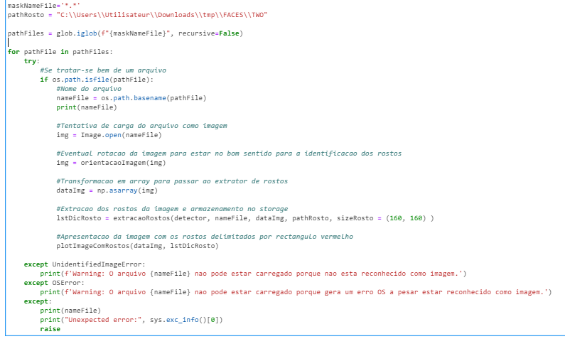 maskNameFile='*.*'
pathRosto = "C:\\Users\\Utilisateur\\Downloads\\tmp\\FACES\\TWO"
pathFiles = glob.iglob(f"{maskNameFile}", recursive=False)
for pathFile in pathFiles:
try:
#Se tratar-se bem de um arquivo
if os.path.isfile(pathFile):
#Nome do arquivo
nameFile = os.path.basename(pathFile)
print(nameFile)
#Tentativa de carga do arquivo como imagem
img = Image.open(nameFile)
#Eventual rotacao da imagem para estar no bom sentido para a identificacao dos rostos
img = orientacaoImagem(img)
#Transformacao em array para passar ao extrator de rostos
dataImg = np.asarray(img)
#Extracao dos rostos da imagem e armazenamento no storage
lstDicRosto = extracaoRostos(detector, nameFile, dataImg, pathRosto, sizeRosto = (160, 160) )
#Apresentacao da imagem com os rostos delimitados por rectangulo vermelho
plotImageComRostos(dataImg, lstDicRosto)
except UnidentifiedImageError:
print(f'Warning: O arquivo {nameFile} nao pode estar carregado porque nao esta reconhecido como imagem.')
except OSError:
print(f'Warning: O arquivo {nameFile} nao pode estar carregado porque gera um erro OS a pesar estar reconhecido como imagem.')
except:
print(nameFile)
print("Unexpected error:", sys.exc_info()[0])
raise